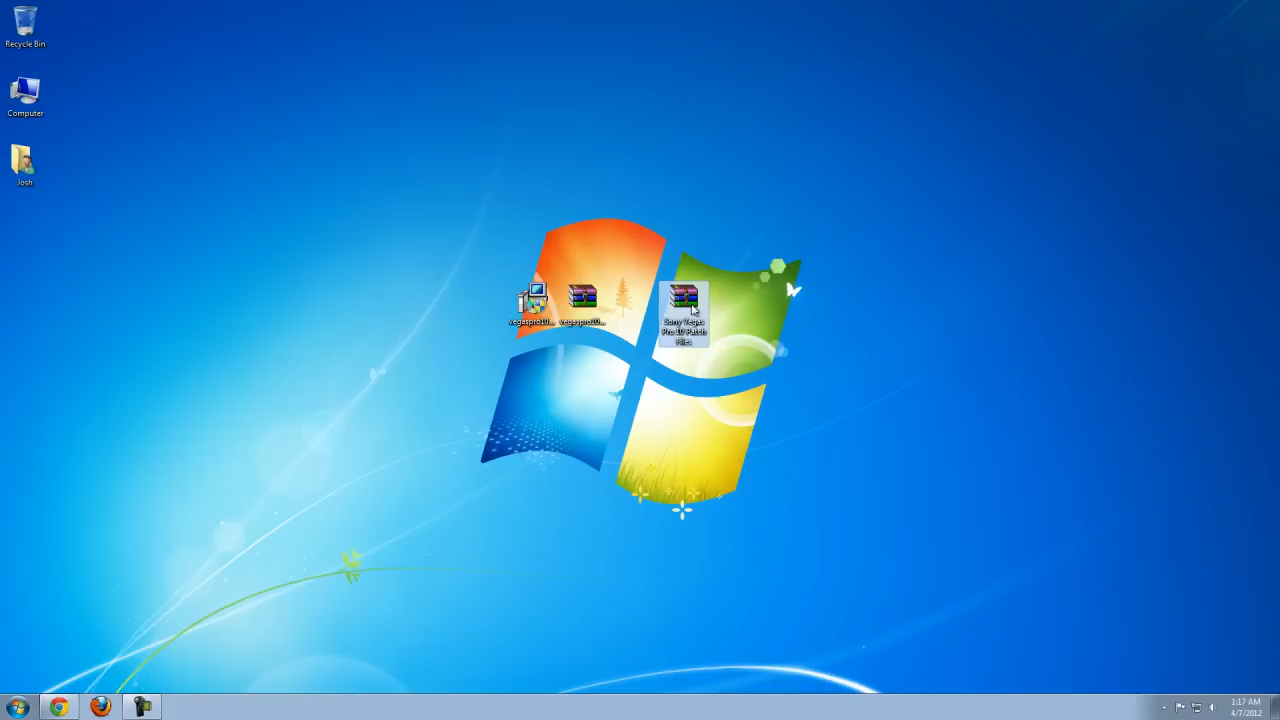 Recycle Bin
Computer
Josh
vegaspro10...
vegaspro10...
Sony Vegas
Pro 10 Patch
Files
1:17 AM
4/7/2012